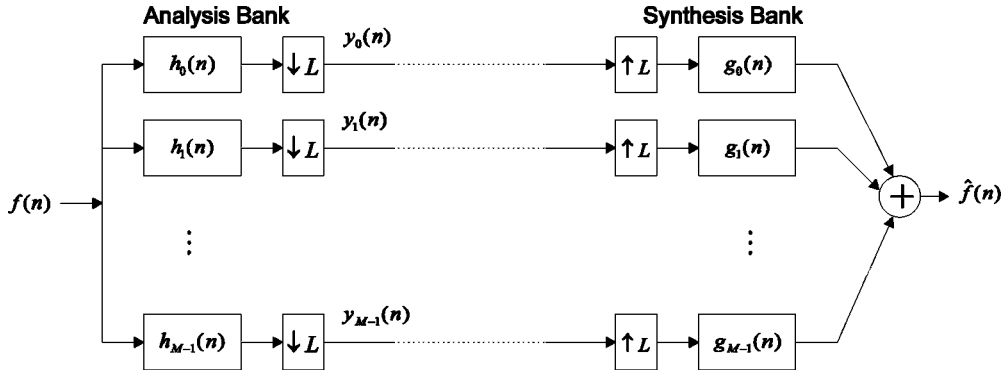 Analysis Bank
Synthesis Bank
h₀(n)
↓ L
y₀(n)
↑ L
g₀(n)
h₁(n)
↓ L
y₁(n)
↑ L
g₁(n)
f(n)
+
f̂(n)
⋮
⋮
h_{M−1}(n)
↓ L
y_{M−1}(n)
↑ L
g_{M−1}(n)